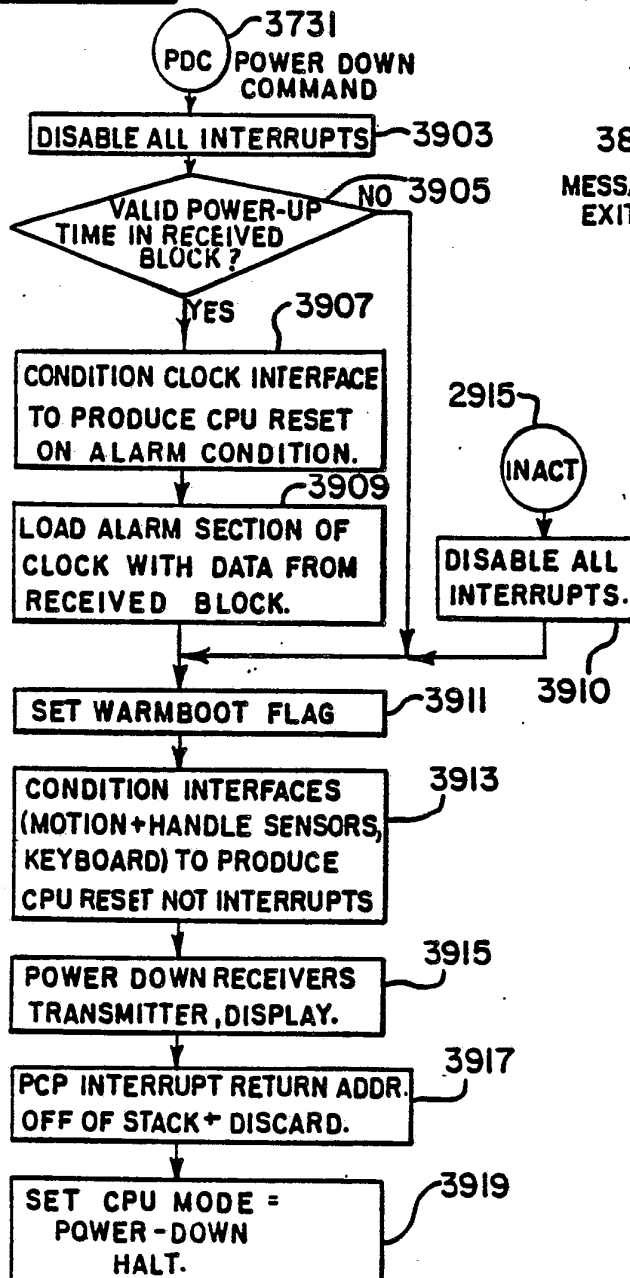 3731
PDC
POWER DOWN
COMMAND
DISABLE ALL INTERRUPTS
3903
VALID POWER-UP
TIME IN RECEIVED
BLOCK?
NO
3905
YES
3907
CONDITION CLOCK INTERFACE
TO PRODUCE CPU RESET
ON ALARM CONDITION.
3909
LOAD ALARM SECTION OF
CLOCK WITH DATA FROM
RECEIVED BLOCK.
38
MESSA
EXIT
2915
INACT
DISABLE ALL
INTERRUPTS.
3910
SET WARMBOOT FLAG
3911
CONDITION INTERFACES
(MOTION+HANDLE SENSORS,
KEYBOARD) TO PRODUCE
CPU RESET NOT INTERRUPTS
3913
POWER DOWN RECEIVERS
TRANSMITTER, DISPLAY.
3915
PCP INTERRUPT RETURN ADDR.
OFF OF STACK+ DISCARD.
3917
SET CPU MODE =
POWER-DOWN
HALT.
3919